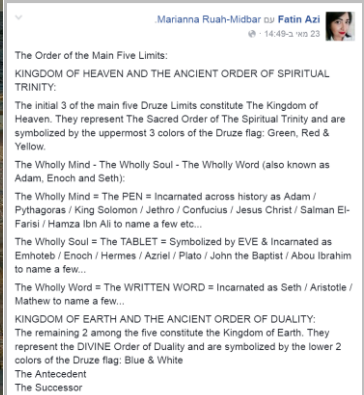 Marianna Ruah-Midbar עם Fatin Azi.
23 מאי ב-14:49 ·
The Order of the Main Five Limits:
KINGDOM OF HEAVEN AND THE ANCIENT ORDER OF SPIRITUAL
TRINITY:
The initial 3 of the main five Druze Limits constitute The Kingdom of
Heaven. They represent The Sacred Order of The Spiritual Trinity and are
symbolized by the uppermost 3 colors of the Druze flag: Green, Red &
Yellow.
The Wholly Mind - The Wholly Soul - The Wholly Word (also known as
Adam, Enoch and Seth):
The Wholly Mind = The PEN = Incarnated across history as Adam /
Pythagoras / King Solomon / Jethro / Confucius / Jesus Christ / Salman El-
Farisi / Hamza Ibn Ali to name a few etc...
The Wholly Soul = The TABLET = Symbolized by EVE & Incarnated as
Emhoteb / Enoch / Hermes / Azriel / Plato / John the Baptist / Abou Ibrahim
to name a few...
The Wholly Word = The WRITTEN WORD = Incarnated as Seth / Aristotle /
Mathew to name a few...
KINGDOM OF EARTH AND THE ANCIENT ORDER OF DUALITY:
The remaining 2 among the five constitute the Kingdom of Earth. They
represent the DIVINE Order of Duality and are symbolized by the lower 2
colors of the Druze flag: Blue & White
The Antecedent
The Successor